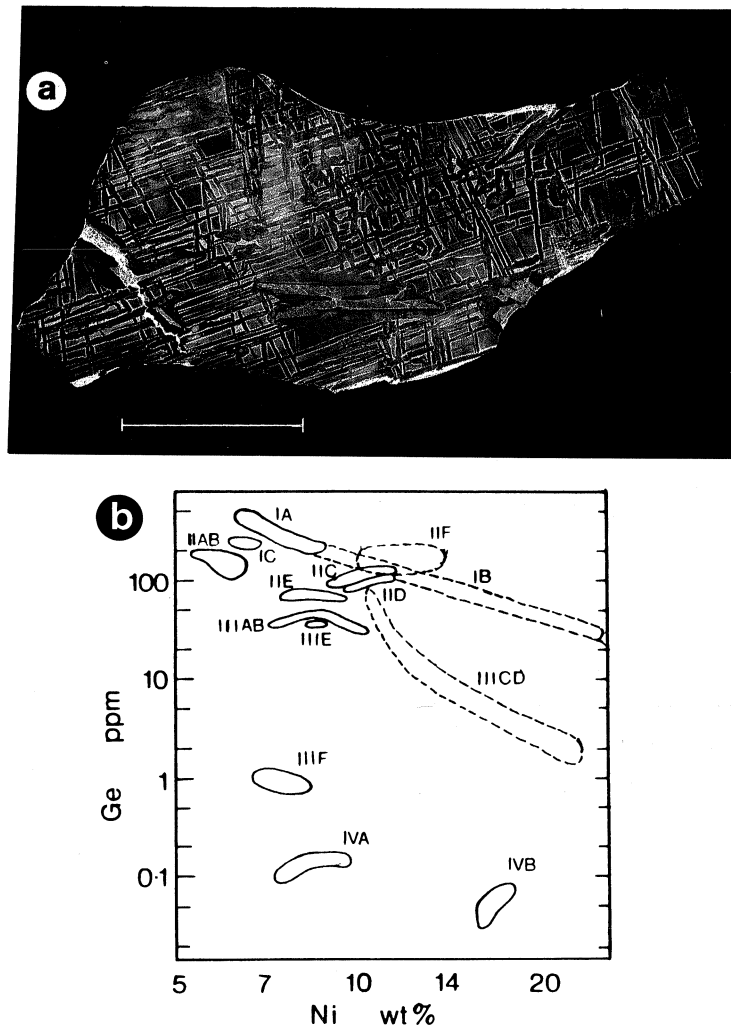 a
b
IA
IIF
IIAB
IC
IIC
IB
100
IIE
IID
IIIAB
IIIE
10
IIICD
Ge ppm
IIIF
1
IVA
0·1
IVB
5 7 10 14 20
Ni wt%